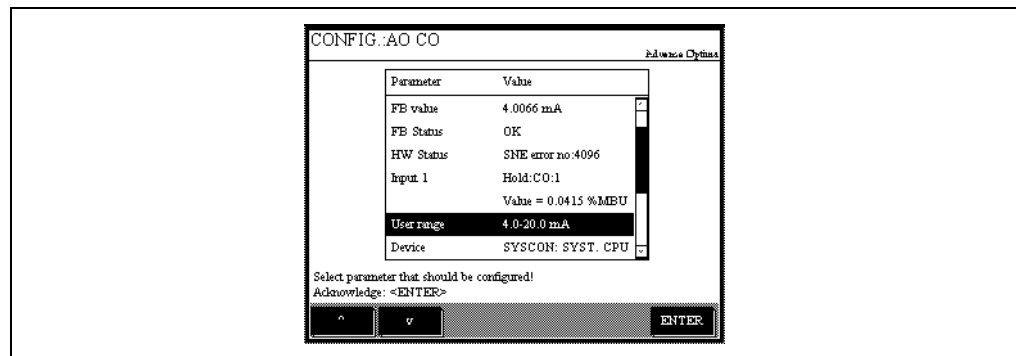 CONFIG.:AO CO
Advance Optima
Parameter Value
FB value 4.0066 mA
FB Status OK
HW Status SNE error no:4096
Input 1 Hold:CO:1
Value = 0.0415 %MBU
User range 4.0-20.0 mA
Device SYSCON: SYST. CPU
Select parameter that should be configured!
Acknowledge: <ENTER>
^ v ENTER